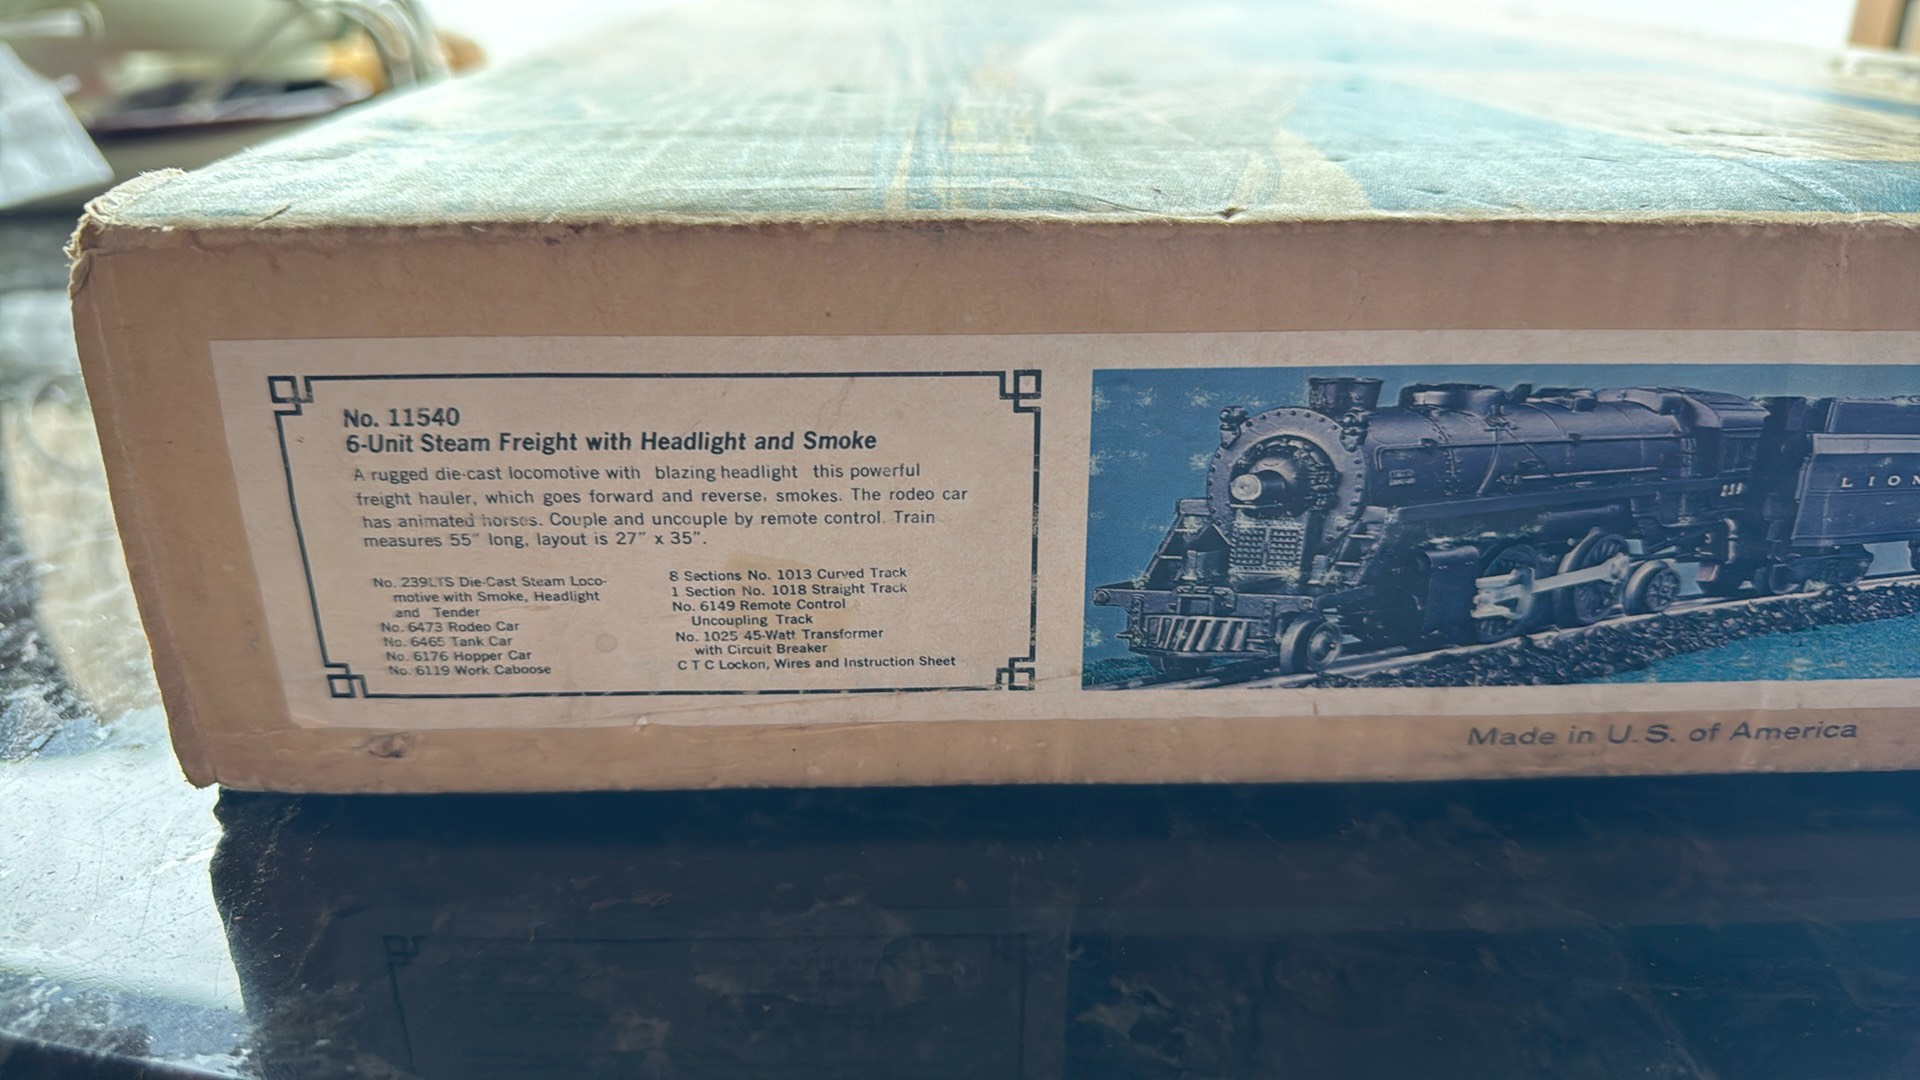 No. 11540
6-Unit Steam Freight with Headlight and Smoke
A rugged die-cast locomotive with blazing headlight this powerful
freight hauler, which goes forward and reverse, smokes. The rodeo car
has animated horses. Couple and uncouple by remote control. Train
measures 55" long, layout is 27" x 35".
No. 239LTS Die-Cast Steam Loco-
motive with Smoke, Headlight
and Tender
No. 6473 Rodeo Car
No. 6465 Tank Car
No. 6176 Hopper Car
No. 6119 Work Caboose
8 Sections No. 1013 Curved Track
1 Section No. 1018 Straight Track
No. 6149 Remote Control
Uncoupling Track
No. 1025 45-Watt Transformer
with Circuit Breaker
CTC Lockon, Wires and Instruction Sheet
239
LION
Made in U.S. of America